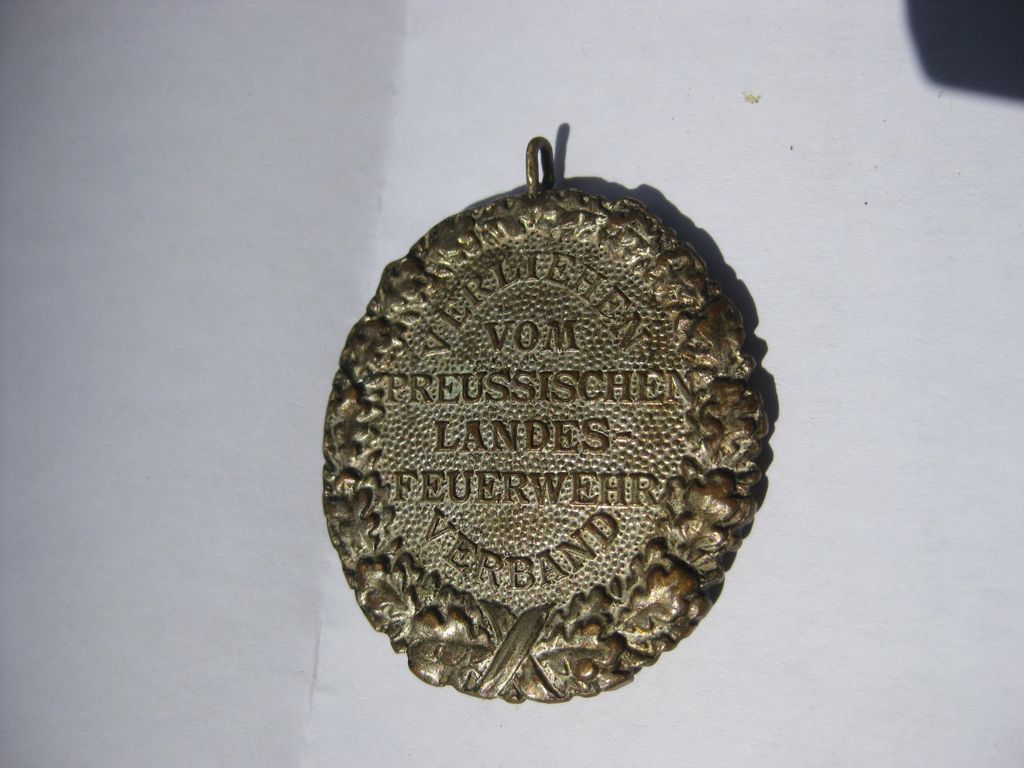 VERLIEHEN
VOM
PREUSSISCHEN
LANDES-
FEUERWEHR
VERBAND